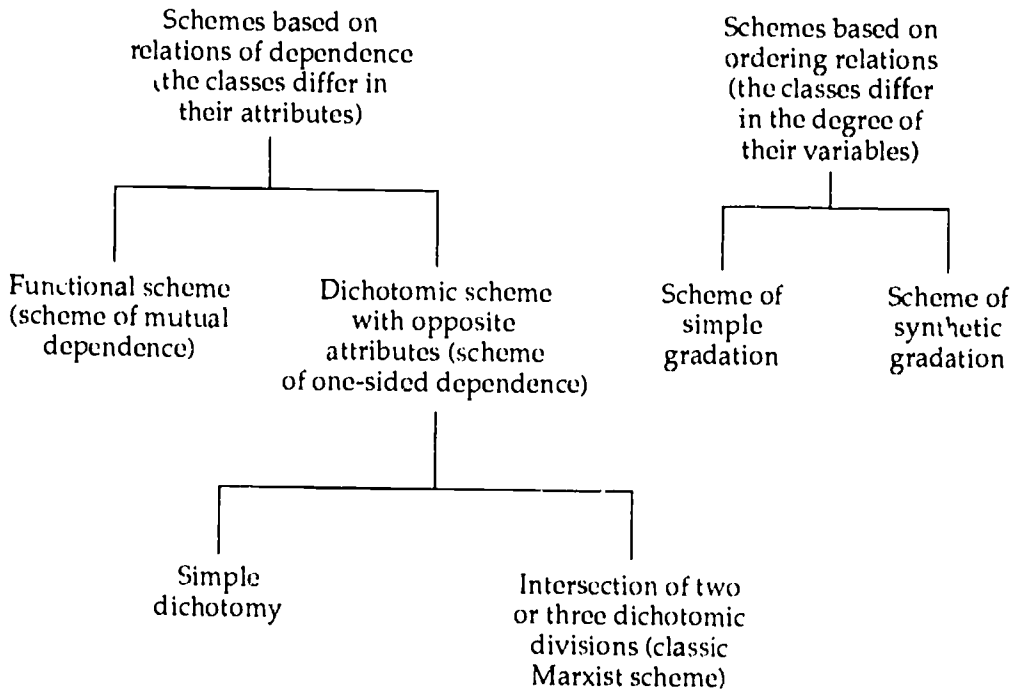 Schemes based on
relations of dependence
(the classes differ in
their attributes)
Schemes based on
ordering relations
(the classes differ
in the degree of
their variables)
Functional scheme
(scheme of mutual
dependence)
Dichotomic scheme
with opposite
attributes (scheme
of one-sided dependence)
Scheme of
simple
gradation
Scheme of
synthetic
gradation
Simple
dichotomy
Intersection of two
or three dichotomic
divisions (classic
Marxist scheme)